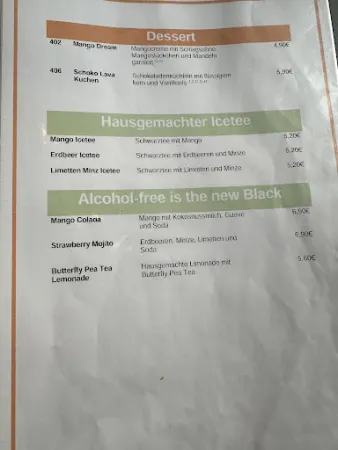 Dessert
402 Mango Dream Mangocreme mit Schlagsahne, 4,90€
Mangostückchen und Mandeln
garniert
406 Schoko Lava Schokoladenküchlein mit flüssigem 5,90€
Kuchen Kern und Vanilleeis
Hausgemachter Icetee
Mango Icetee Schwarztee mit Mango 5,20€
Erdbeer Icetee Schwarztee mit Erdbeeren und Minze 5,20€
Limetten Minz Icetee Schwarztee mit Limetten und Minze 5,20€
Alcohol-free is the new Black
Mango Colada Mango mit Kokosnussmilch, Guave 6,90€
und Soda
Strawberry Mojito Erdbeeren, Minze, Limetten und 6,90€
Soda
Butterfly Pea Tea Hausgemachte Limonade mit 5,60€
Lemonade Butterfly Pea Tea